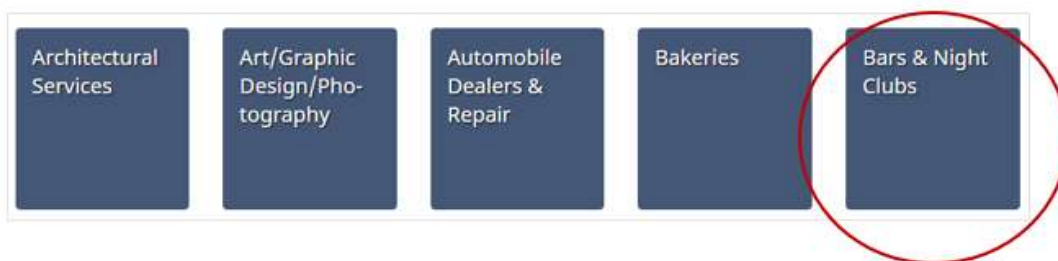 Architectural
Services
Art/Graphic
Design/Pho-
tography
Automobile
Dealers &
Repair
Bakeries
Bars & Night
Clubs